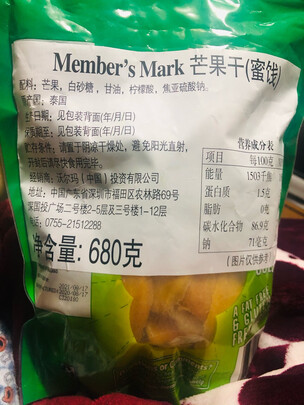 Member's Mark 芒果干(蜜饯)
配料：芒果，白砂糖，甘油，柠檬酸，焦亚硫酸钠。
原产国：泰国
生产日期：见包装背面(年/月/日)
保质期至：见包装背面(年/月/日)
贮存条件：请置于阴凉干燥处，避免阳光直射，
开封后请尽快食用完毕。
经销商：沃尔玛（中国）投资有限公司
地址：中国广东省深圳市福田区农林路69号
深国投广场二号楼2-5层及三号楼1-12层
电话：0755-21512288
净含量：680克
营养成分表
项目 每100克
能量 1503千焦
蛋白质 1.5克
脂肪 0克
碳水化合物 86.9克
钠 71毫克
(图片仅供参考)
2021/09/17